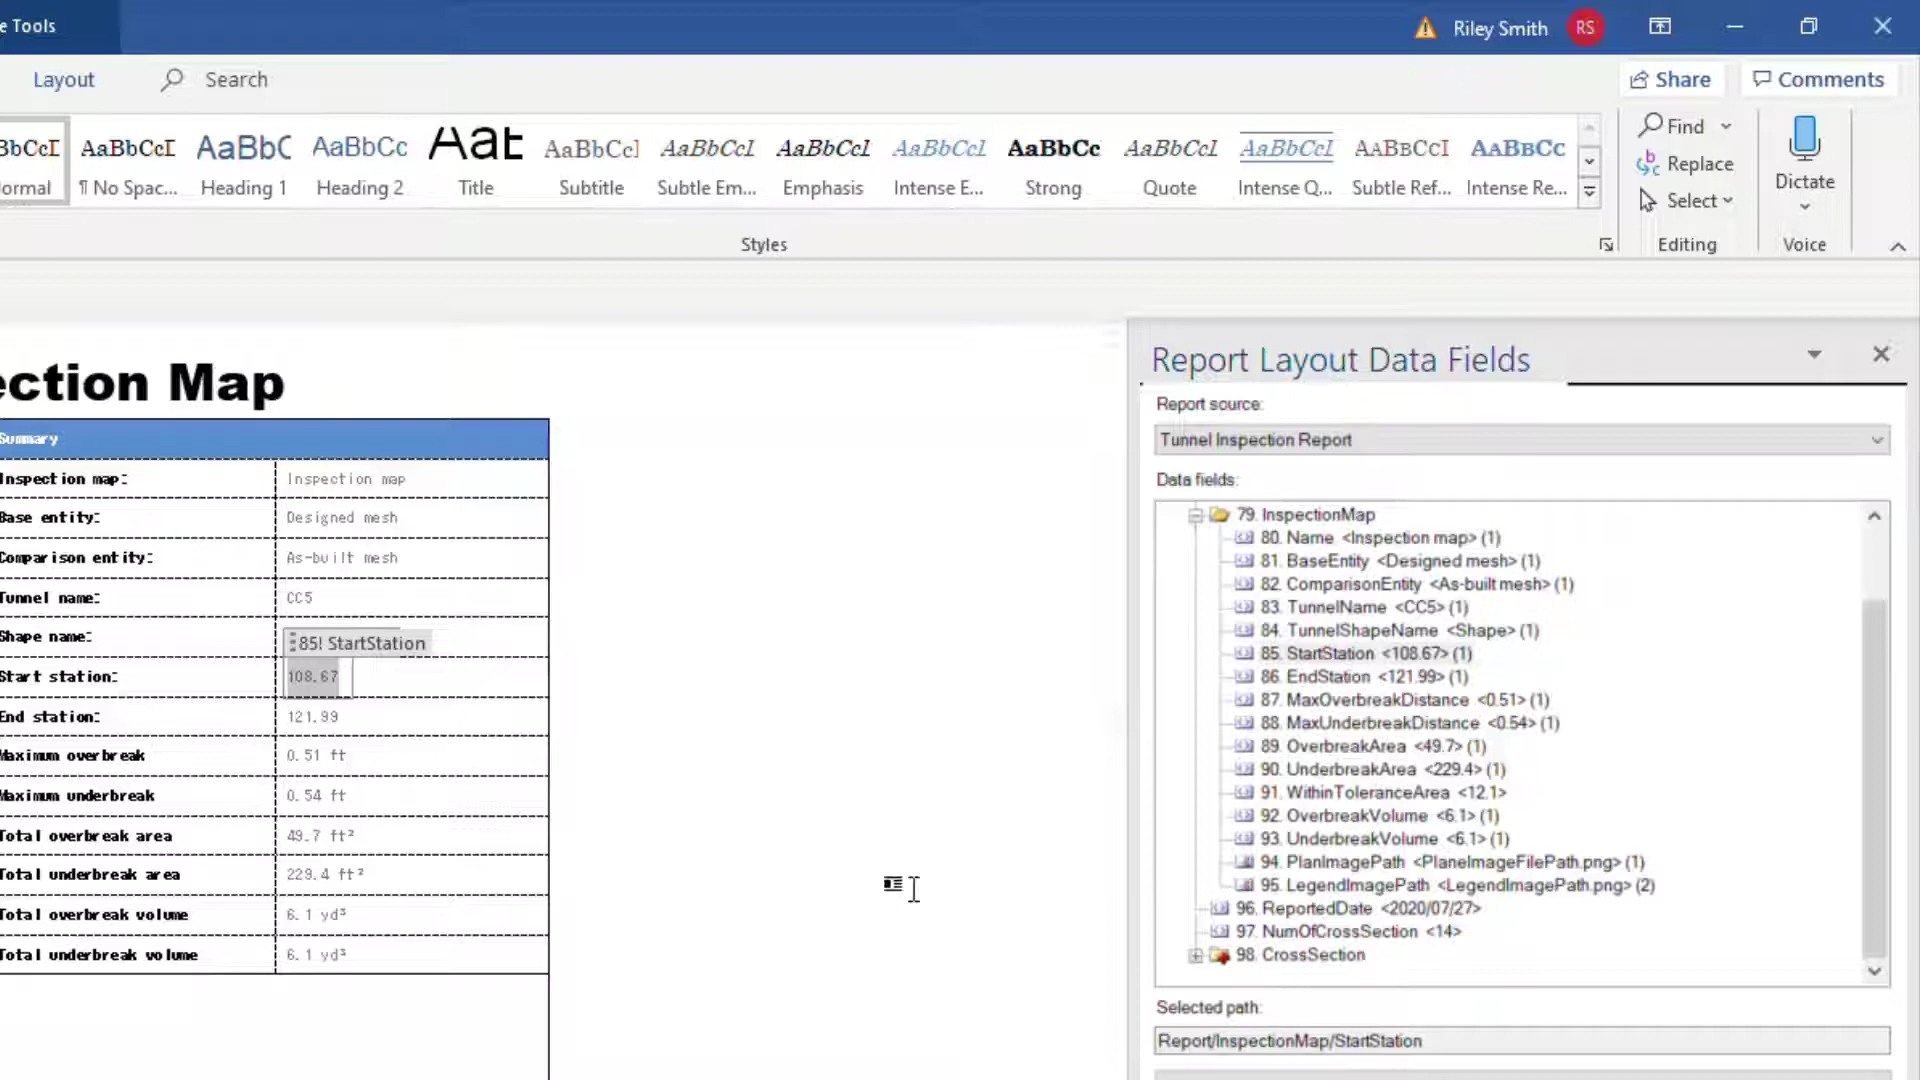 e Tools
Riley Smith RS
Layout Search Share Comments
BbCcI AaBbCcI AaBbC AaBbCc Aab AaBbCcI AaBbCcI AaBbCcI AaBbCcI AaBbCc AaBbCcI AaBbCcI AaBbCcI AaBbCc
ormal ¶ No Spac... Heading 1 Heading 2 Title Subtitle Subtle Em... Emphasis Intense E... Strong Quote Intense Q... Subtle Ref... Intense Re...
Find
Replace
Select
Dictate
Styles Editing Voice
ection Map
Summary
Inspection map: Inspection map
Base entity: Designed mesh
Comparison entity: As-built mesh
Tunnel name: CC5
Shape name: 85! StartStation
Start station: 108.67
End station: 121.99
Maximum overbreak 0.51 ft
Maximum underbreak 0.54 ft
Total overbreak area 49.7 ft²
Total underbreak area 229.4 ft²
Total overbreak volume 6.1 yd³
Total underbreak volume 6.1 yd³
Report Layout Data Fields
Report source:
Tunnel Inspection Report
Data fields:
79. InspectionMap
80. Name <Inspection map> (1)
81. BaseEntity <Designed mesh> (1)
82. ComparisonEntity <As-built mesh> (1)
83. TunnelName <CC5> (1)
84. TunnelShapeName <Shape> (1)
85. StartStation <108.67> (1)
86. EndStation <121.99> (1)
87. MaxOverbreakDistance <0.51> (1)
88. MaxUnderbreakDistance <0.54> (1)
89. OverbreakArea <49.7> (1)
90. UnderbreakArea <229.4> (1)
91. WithinToleranceArea <12.1>
92. OverbreakVolume <6.1> (1)
93. UnderbreakVolume <6.1> (1)
94. PlanImagePath <PlaneImageFilePath.png> (1)
95. LegendImagePath <LegendImagePath.png> (2)
96. ReportedDate <2020/07/27>
97. NumOfCrossSection <14>
98. CrossSection
Selected path:
Report/InspectionMap/StartStation